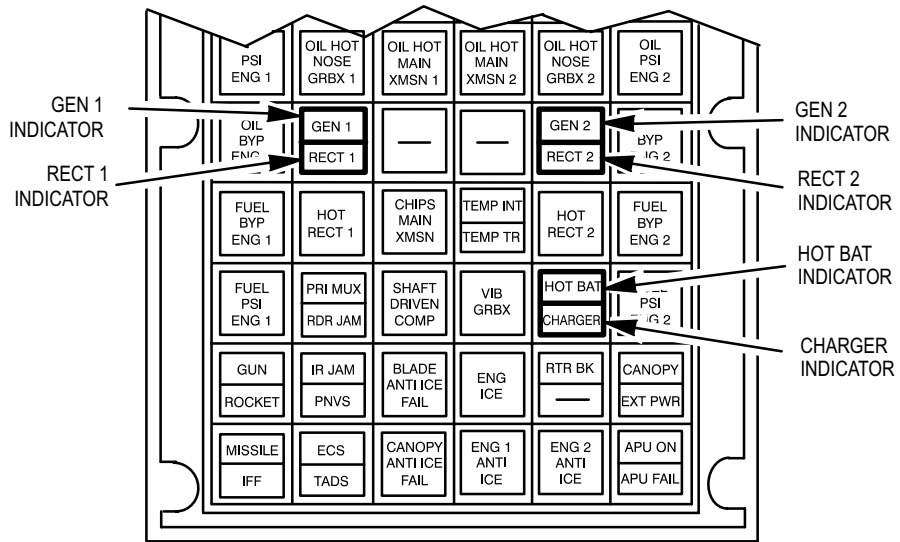 PSI
ENG 1
OIL HOT
NOSE
GRBX 1
OIL HOT
MAIN
XMSN 1
OIL HOT
MAIN
XMSN 2
OIL HOT
NOSE
GRBX 2
OIL
PSI
ENG 2
GEN 1
INDICATOR
RECT 1
INDICATOR
OIL
BYP
ENG
GEN 1
RECT 1
—
—
GEN 2
RECT 2
BYP
2
GEN 2
INDICATOR
RECT 2
INDICATOR
FUEL
BYP
ENG 1
HOT
RECT 1
CHIPS
MAIN
XMSN
TEMP INT
TEMP TR
HOT
RECT 2
FUEL
BYP
ENG 2
HOT BAT
INDICATOR
FUEL
PSI
ENG 1
PRI MUX
RDR JAM
SHAFT
DRIVEN
COMP
VIB
GRBX
HOT BAT
CHARGER
PSI
2
CHARGER
INDICATOR
GUN
ROCKET
IR JAM
PNVS
BLADE
ANTI ICE
FAIL
ENG
ICE
RTR BK
—
CANOPY
EXT PWR
MISSILE
IFF
ECS
TADS
CANOPY
ANTI ICE
FAIL
ENG 1
ANTI
ICE
ENG 2
ANTI
ICE
APU ON
APU FAIL